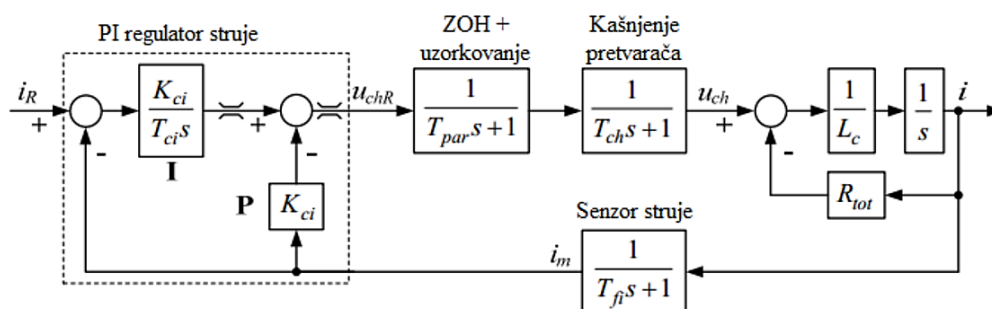 PI regulator struje
ZOH +
uzorkovanje
Kašnjenje
pretvarača
i_R
+
-
K_ci
T_ci s
I
+
-
u_chR
1
T_par s + 1
1
T_ch s + 1
u_ch
+
-
1
L_c
1
s
i
P
K_ci
R_tot
Senzor struje
i_m
1
T_fi s + 1